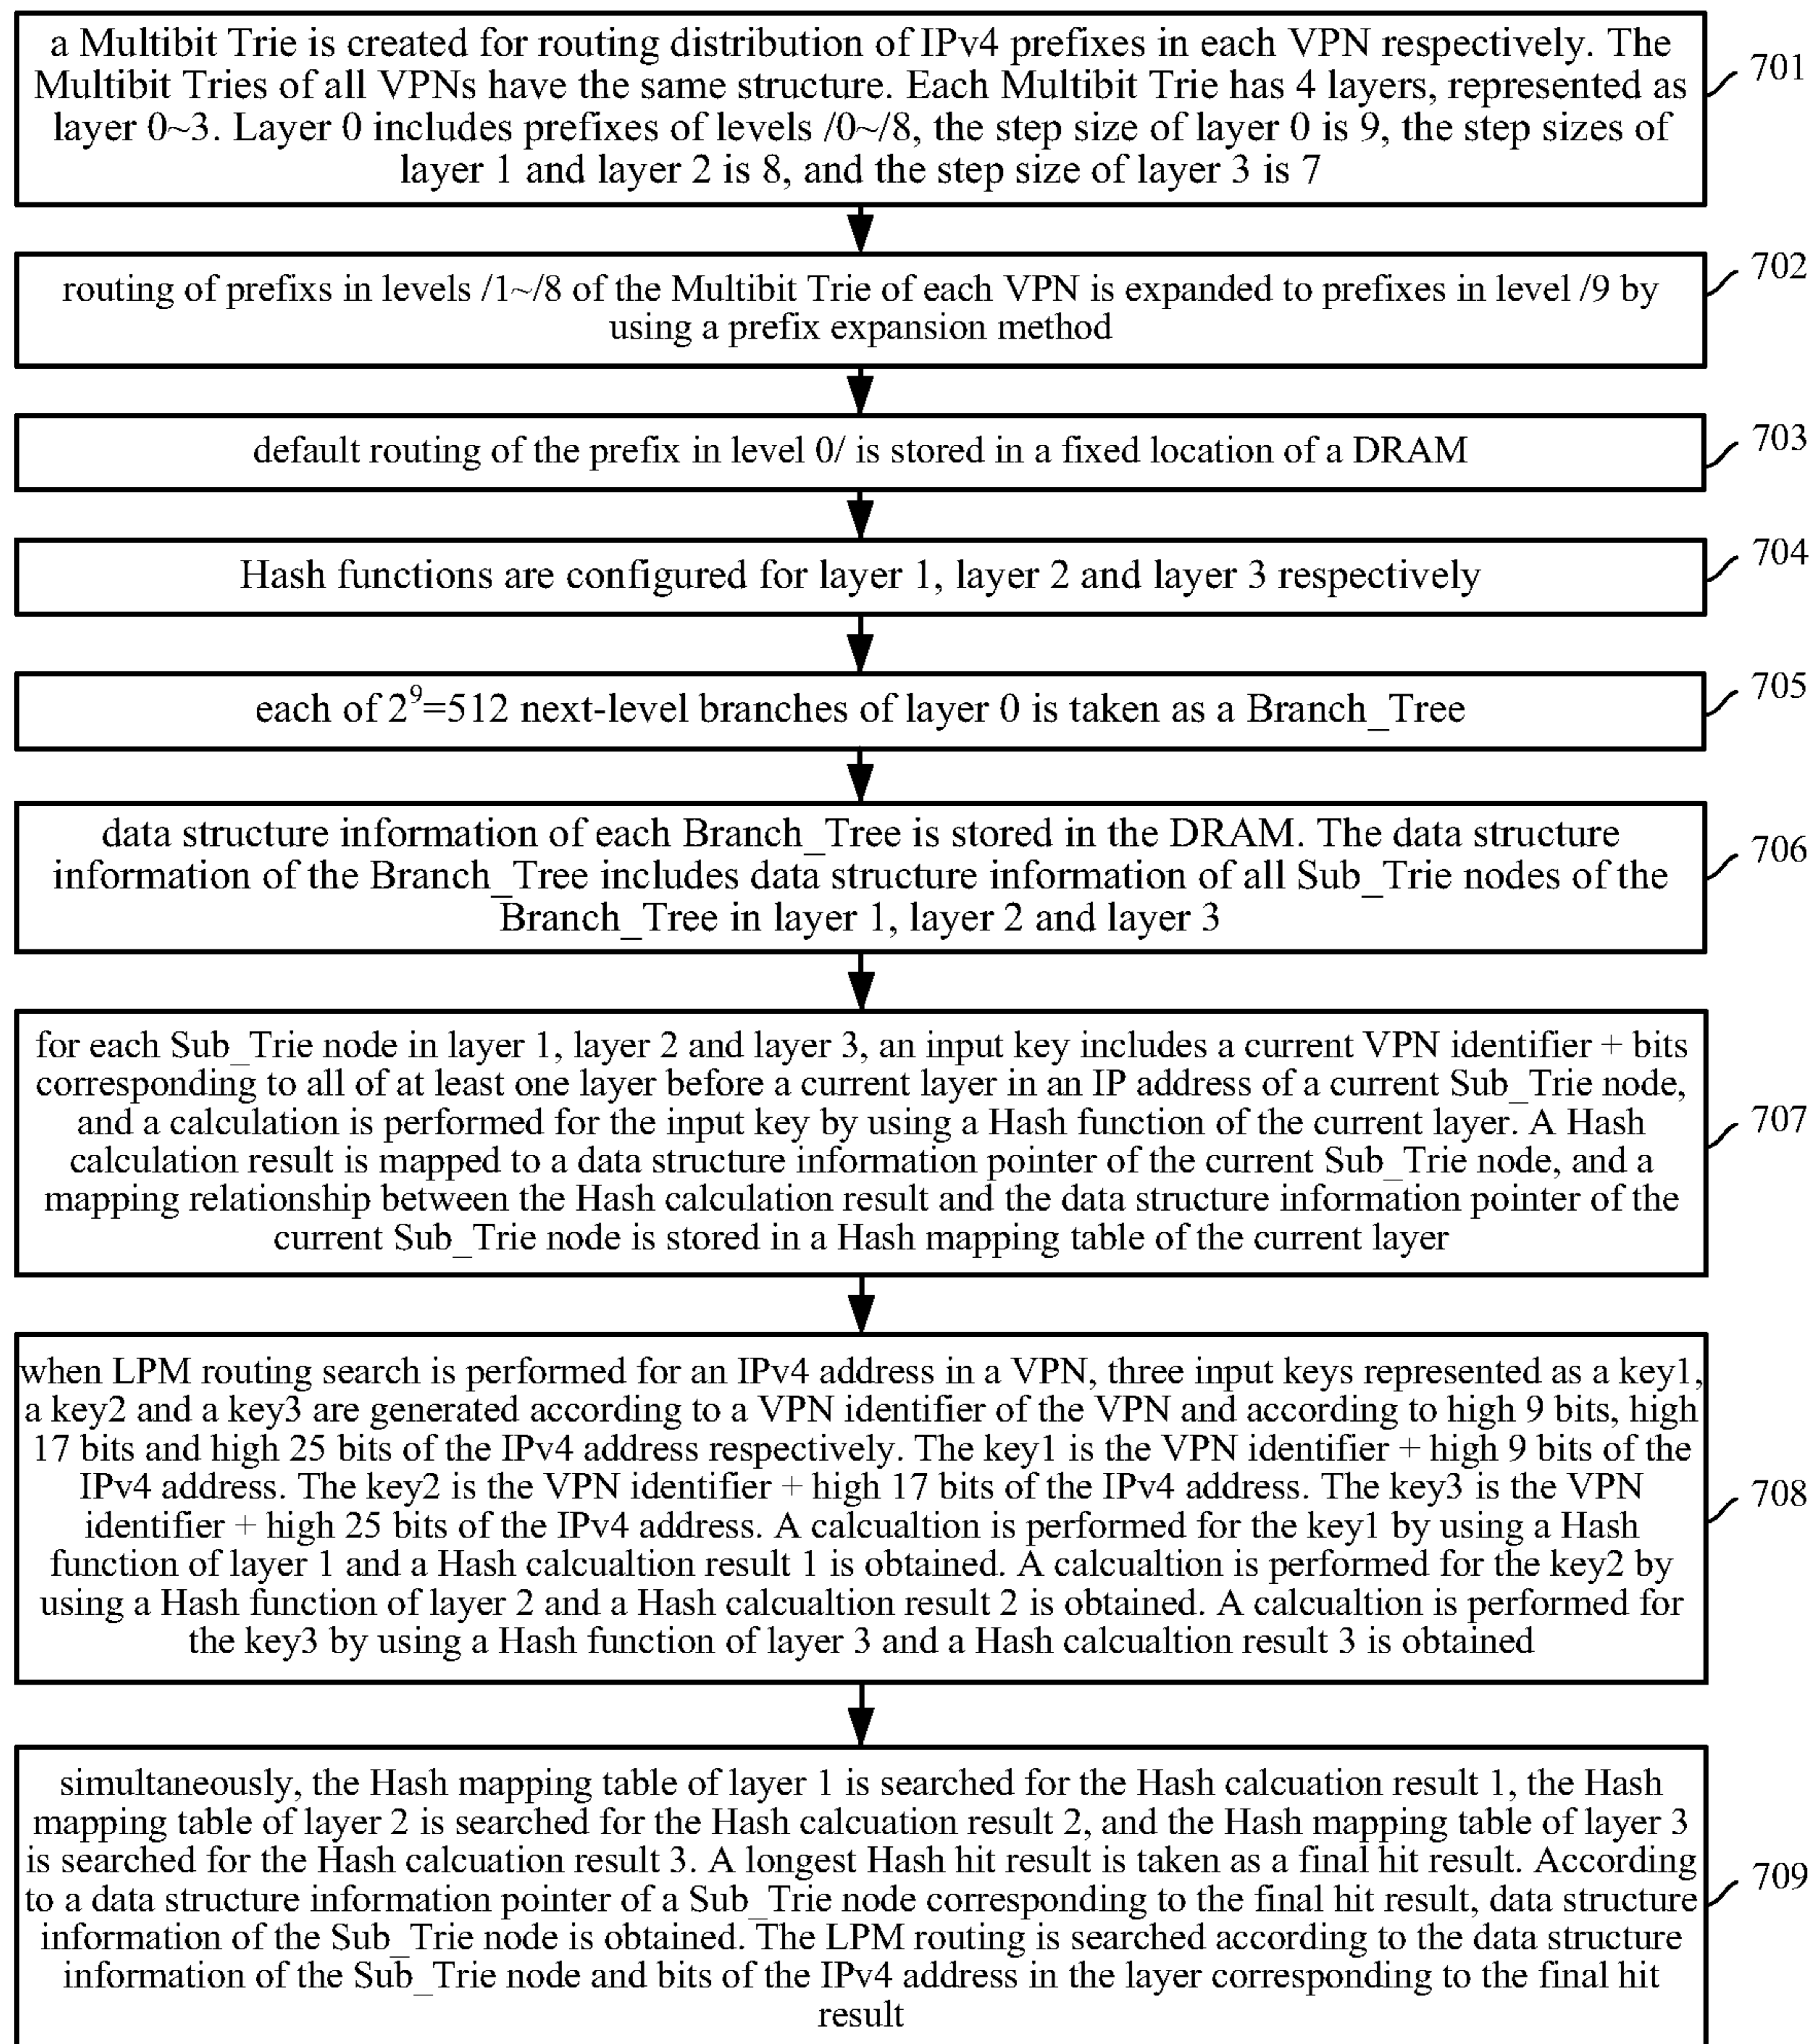 a Multibit Trie is created for routing distribution of IPv4 prefixes in each VPN respectively. The
Multibit Tries of all VPNs have the same structure. Each Multibit Trie has 4 layers, represented as
layer 0~3. Layer 0 includes prefixes of levels /0~/8, the step size of layer 0 is 9, the step sizes of
layer 1 and layer 2 is 8, and the step size of layer 3 is 7
701
routing of prefixs in levels /1~/8 of the Multibit Trie of each VPN is expanded to prefixes in level /9 by
using a prefix expansion method
702
default routing of the prefix in level 0/ is stored in a fixed location of a DRAM
703
Hash functions are configured for layer 1, layer 2 and layer 3 respectively
704
each of 2⁹=512 next-level branches of layer 0 is taken as a Branch_Tree
705
data structure information of each Branch_Tree is stored in the DRAM. The data structure
information of the Branch_Tree includes data structure information of all Sub_Trie nodes of the
Branch_Tree in layer 1, layer 2 and layer 3
706
for each Sub_Trie node in layer 1, layer 2 and layer 3, an input key includes a current VPN identifier + bits
corresponding to all of at least one layer before a current layer in an IP address of a current Sub_Trie node,
and a calculation is performed for the input key by using a Hash function of the current layer. A Hash
calculation result is mapped to a data structure information pointer of the current Sub_Trie node, and a
mapping relationship between the Hash calculation result and the data structure information pointer of the
current Sub_Trie node is stored in a Hash mapping table of the current layer
707
when LPM routing search is performed for an IPv4 address in a VPN, three input keys represented as a key1,
a key2 and a key3 are generated according to a VPN identifier of the VPN and according to high 9 bits, high
17 bits and high 25 bits of the IPv4 address respectively. The key1 is the VPN identifier + high 9 bits of the
IPv4 address. The key2 is the VPN identifier + high 17 bits of the IPv4 address. The key3 is the VPN
identifier + high 25 bits of the IPv4 address. A calcualtion is performed for the key1 by using a Hash
function of layer 1 and a Hash calcualtion result 1 is obtained. A calcualtion is performed for the key2 by
using a Hash function of layer 2 and a Hash calcualtion result 2 is obtained. A calcualtion is performed for
the key3 by using a Hash function of layer 3 and a Hash calcualtion result 3 is obtained
708
simultaneously, the Hash mapping table of layer 1 is searched for the Hash calcuation result 1, the Hash
mapping table of layer 2 is searched for the Hash calcuation result 2, and the Hash mapping table of layer 3
is searched for the Hash calcuation result 3. A longest Hash hit result is taken as a final hit result. According
to a data structure information pointer of a Sub_Trie node corresponding to the final hit result, data structure
information of the Sub_Trie node is obtained. The LPM routing is searched according to the data structure
information of the Sub_Trie node and bits of the IPv4 address in the layer corresponding to the final hit
result
709